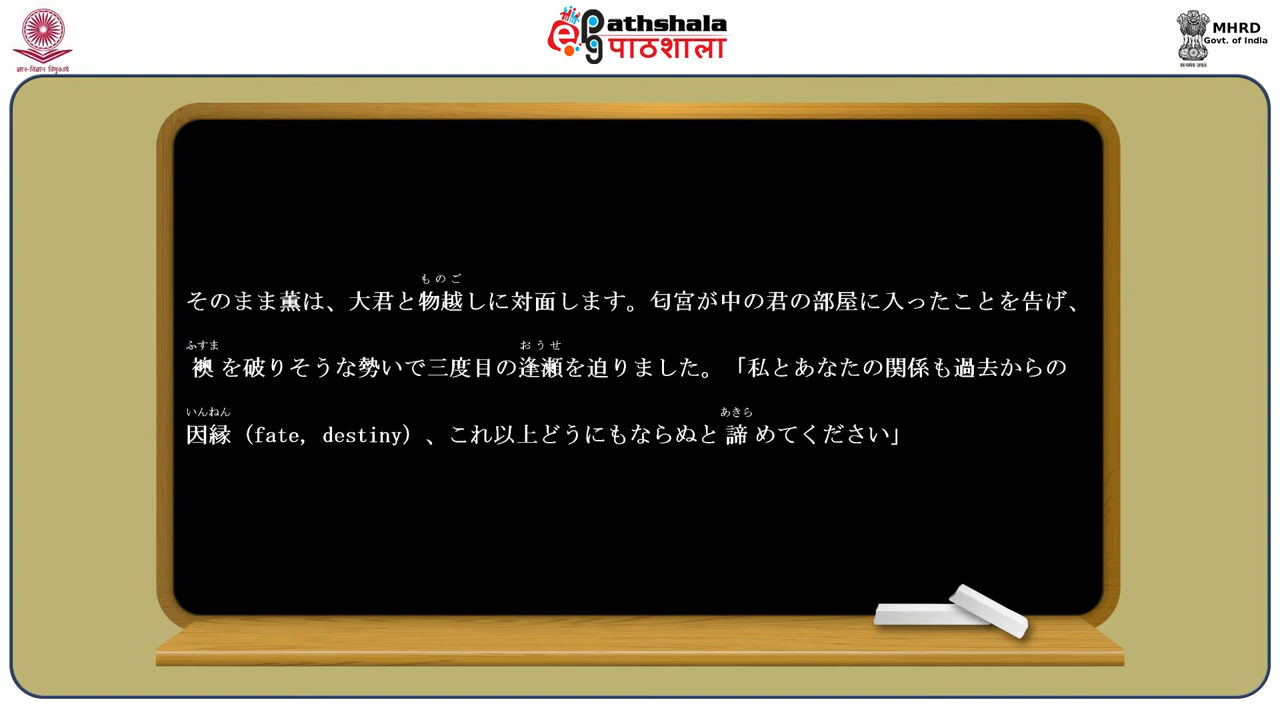 ज्ञान-विज्ञान विमुक्तये
athshala
पाठशाला
MHRD
Govt. of India
सत्यमेव जयते
ものご
そのまま薫は、大君と物越しに対面します。匂宮が中の君の部屋に入ったことを告げ、
ふすま おうせ
襖を破りそうな勢いで三度目の逢瀬を迫りました。「私とあなたの関係も過去からの
いんねん あきら
因縁（fate, destiny）、これ以上どうにもならぬと諦めてください」